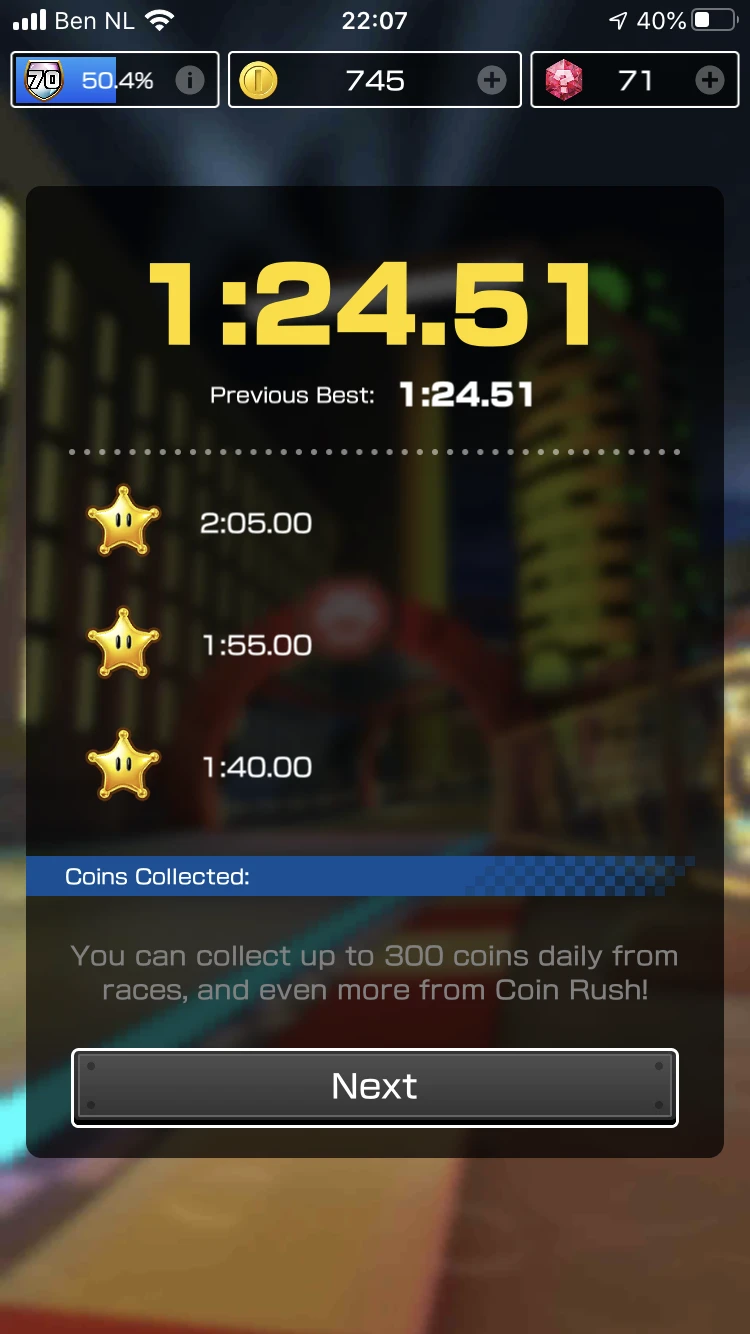 Ben NL 22:07 40%
70 50.4% i 745 + ? 71 +
1:24.51
Previous Best: 1:24.51
2:05.00
1:55.00
1:40.00
Coins Collected:
You can collect up to 300 coins daily from
races, and even more from Coin Rush!
Next